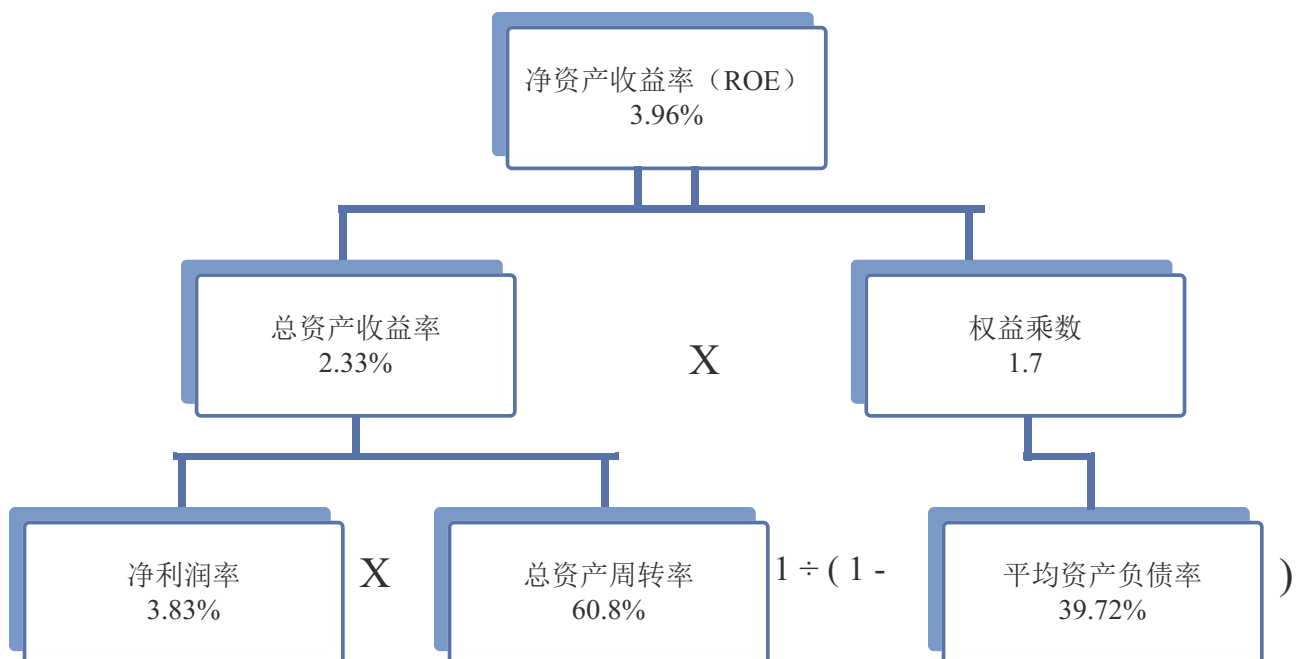 净资产收益率（ROE）
3.96%
总资产收益率
2.33%
X
权益乘数
1.7
净利润率
3.83%
X
总资产周转率
60.8%
1 ÷ ( 1 -
平均资产负债率
39.72%
)